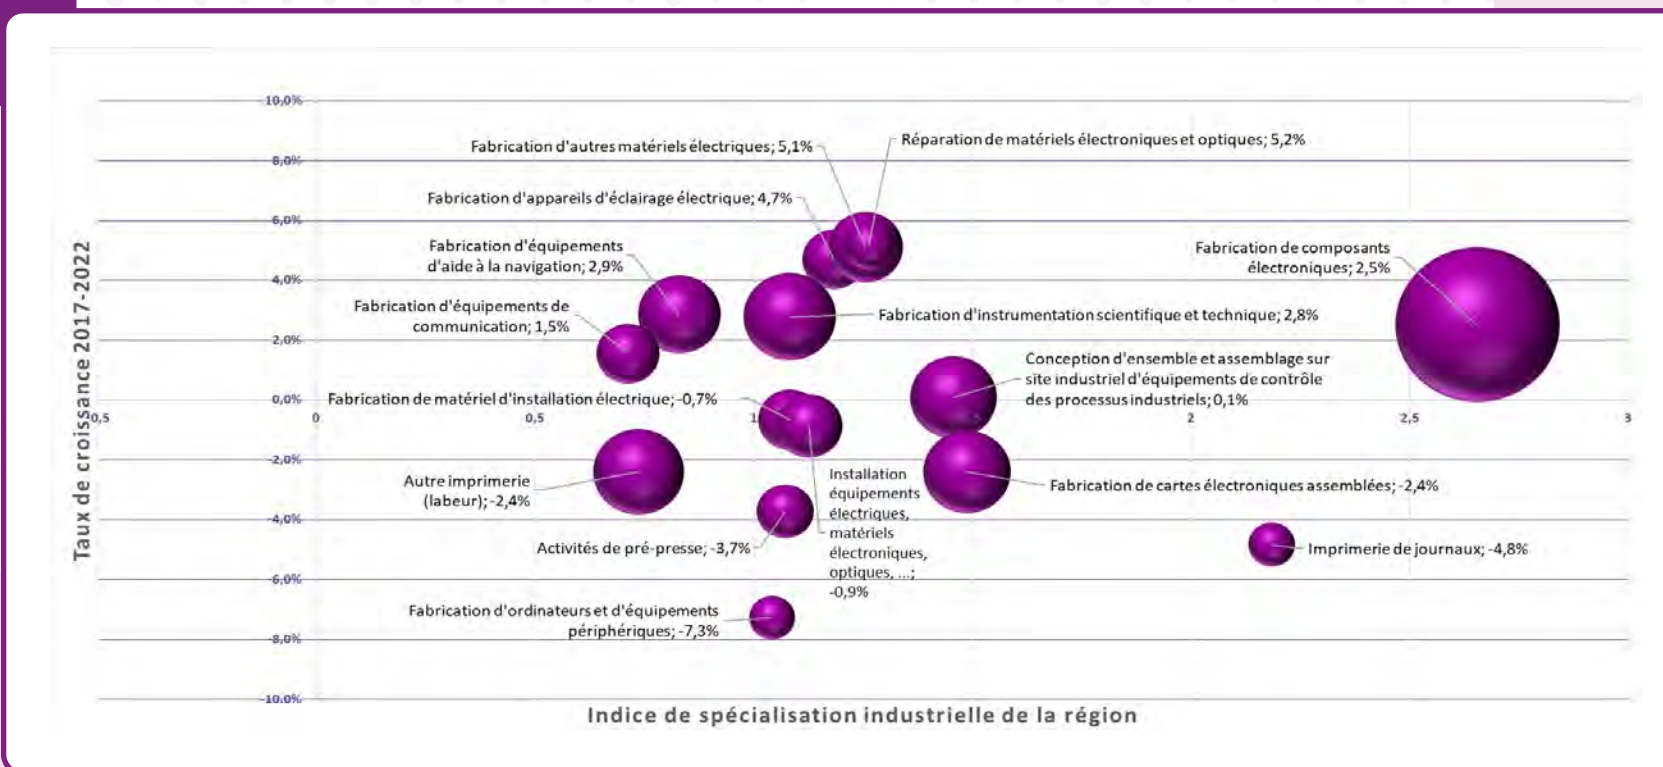 10,0%
Fabrication d'autres matériels électriques; 5,1%
Réparation de matériels électroniques et optiques; 5,2%
8,0%
Fabrication d'appareils d'éclairage électrique; 4,7%
6,0%
Fabrication d'équipements
d'aide à la navigation; 2,9%
Fabrication de composants
électroniques; 2,5%
4,0%
Fabrication d'équipements de
communication; 1,5%
Fabrication d'instrumentation scientifique et technique; 2,8%
2,0%
Conception d'ensemble et assemblage sur
site industriel d'équipements de contrôle
des processus industriels; 0,1%
Fabrication de matériel d'installation électrique; -0,7%
0,0%
0,5
0
0,5
2
2,5
3
-2,0%
Autre imprimerie
(labeur); -2,4%
Installation
équipements
électriques,
matériels
électroniques,
optiques, ...;
-0,9%
Fabrication de cartes électroniques assemblées; -2,4%
-4,0%
Activités de pré-presse; -3,7%
Imprimerie de journaux; -4,8%
-6,0%
Fabrication d'ordinateurs et d'équipements
périphériques; -7,3%
-8,0%
-10,0%
Taux de croissance 2017-2022
Indice de spécialisation industrielle de la région